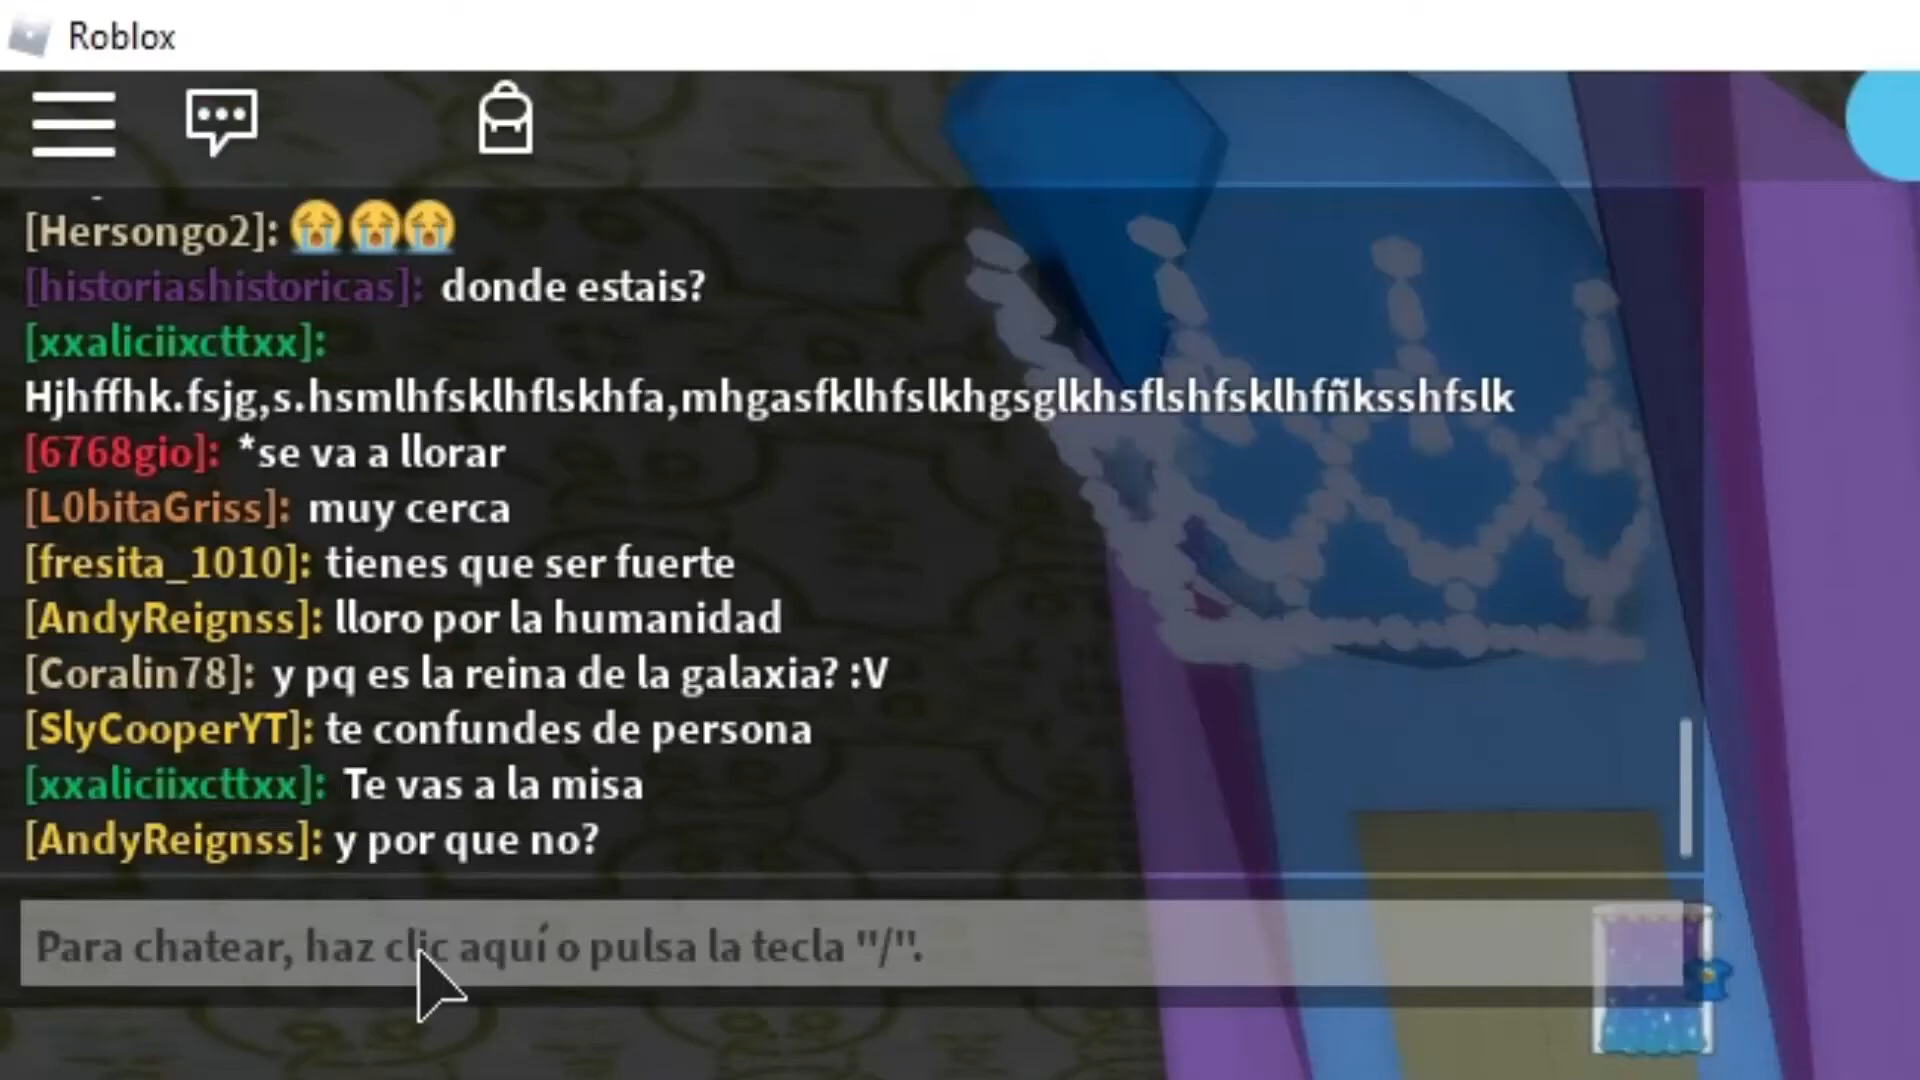 Roblox
[Hersongo2]: 😭😭😭
[historiashistoricas]: donde estais?
[xxaliciixcttxx]:
Hjhffhk.fsjg,s.hsmlhfsklhflskhfa,mhgasfklhfslkhgsglkhsflshfsklhfñksshfslk
[6768gio]: *se va a llorar
[L0bitaGriss]: muy cerca
[fresita_1010]: tienes que ser fuerte
[AndyReignss]: lloro por la humanidad
[Coralin78]: y pq es la reina de la galaxia? :V
[SlyCooperYT]: te confundes de persona
[xxaliciixcttxx]: Te vas a la misa
[AndyReignss]: y por que no?
Para chatear, haz clic aquí o pulsa la tecla "/".